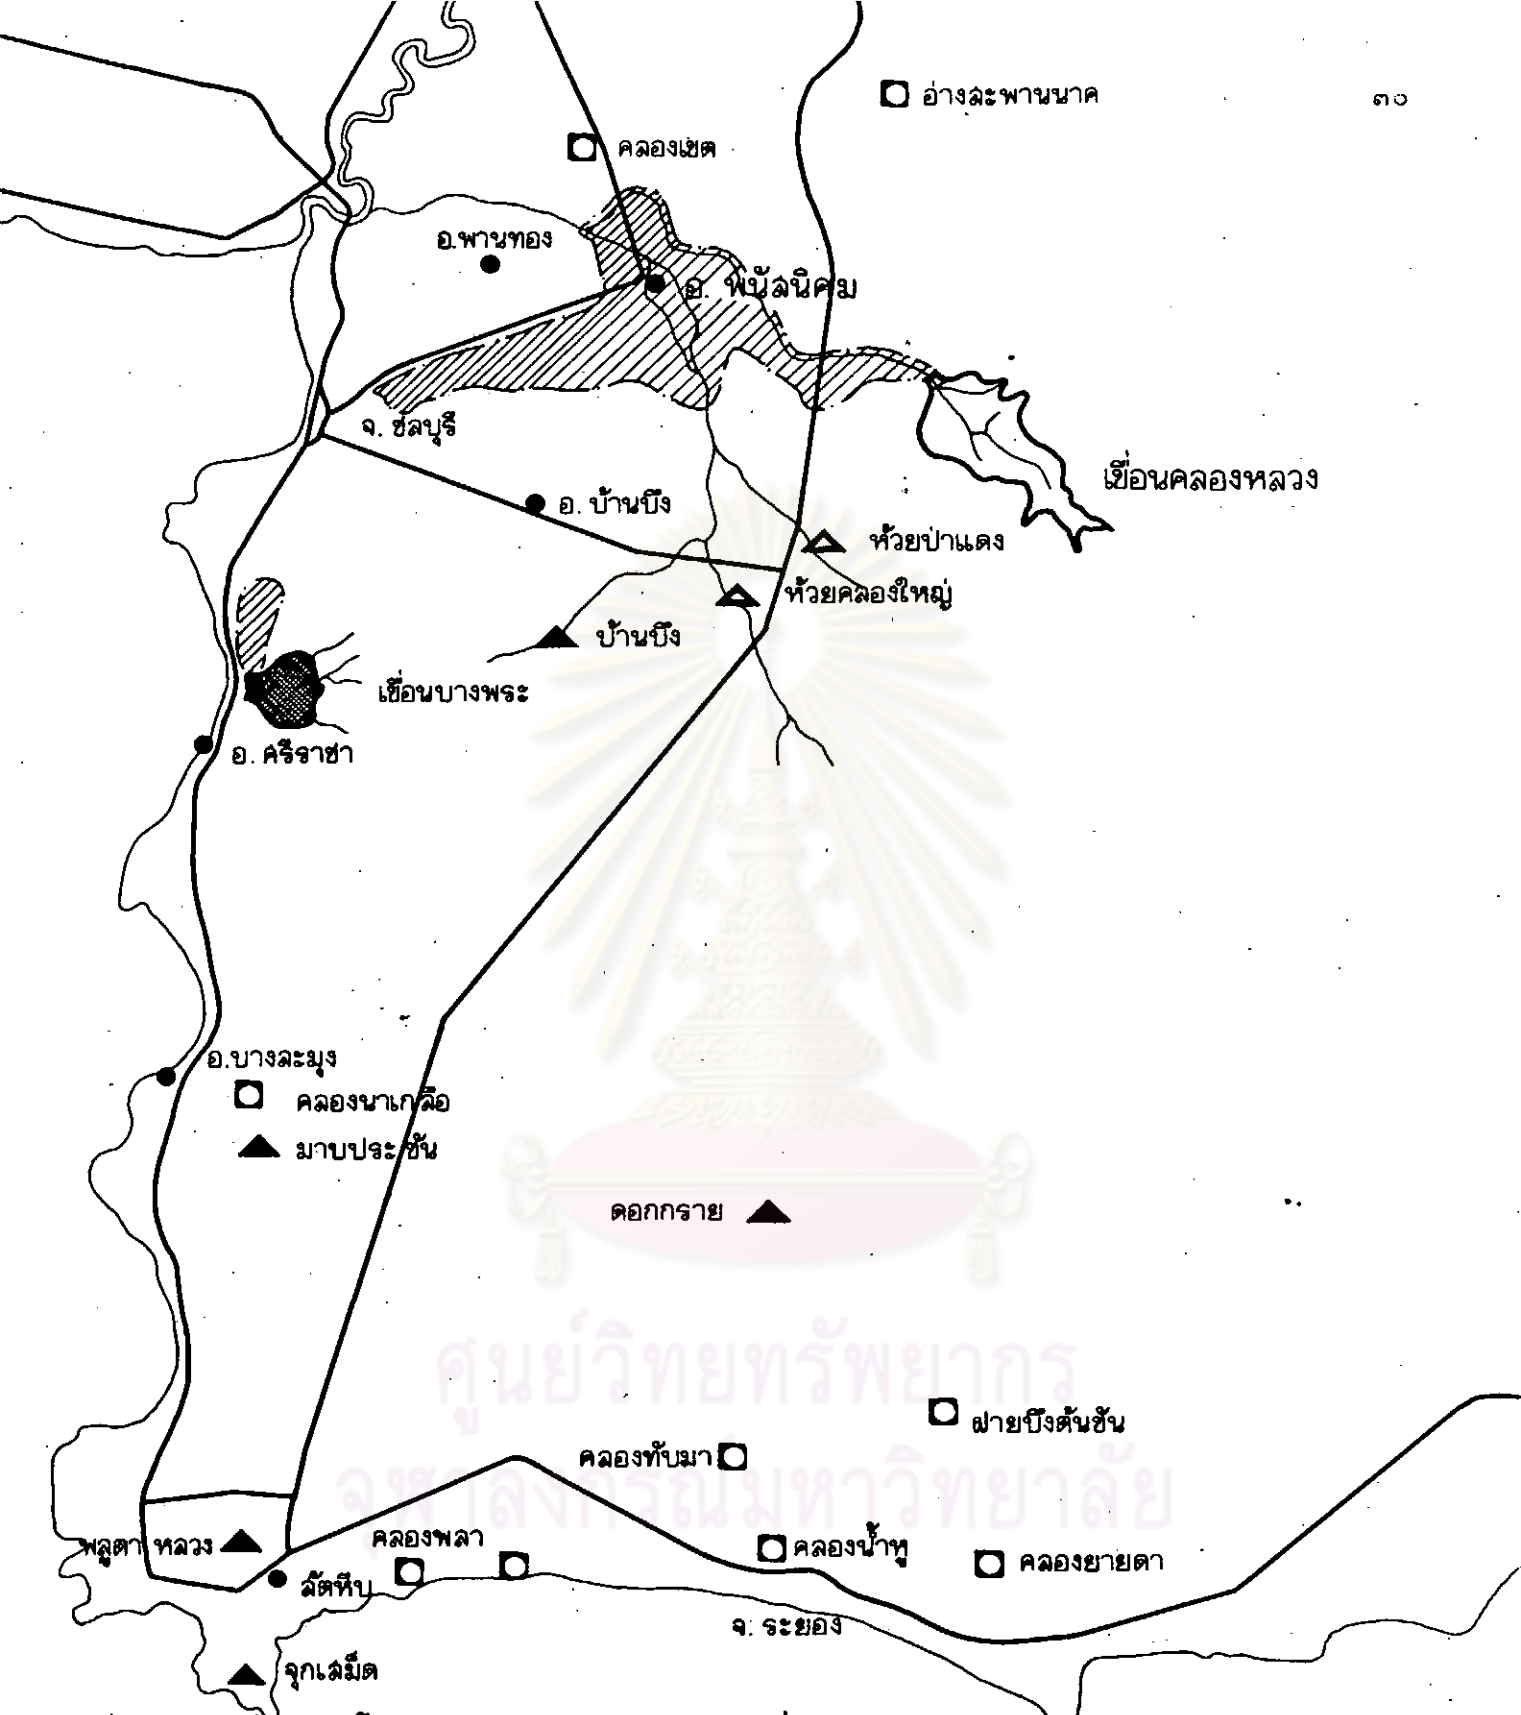 อ่างสะพานนาค
๓๐
คลองเขต
อ.พานทอง
อ. พนัสนิคม
จ. ชลบุรี
เขื่อนคลองหลวง
อ. บ้านบึง
ห้วยป่าแดง
ห้วยคลองใหญ่
บ้านบึง
เขื่อนบางพระ
อ. ศรีราชา
อ.บางละมุง
คลองนาเกลือ
มาบประชัน
ดอกกราย
ศูนย์วิทยทรัพยากร
ฝายบึงต้นชัน
คลองทับมา
จุฬาลงกรณ์มหาวิทยาลัย
พลูตาหลวง
คลองพลา
คลองน้ำหู
คลองยายดา
สัตหีบ
จ. ระยอง
จุกเสม็ด